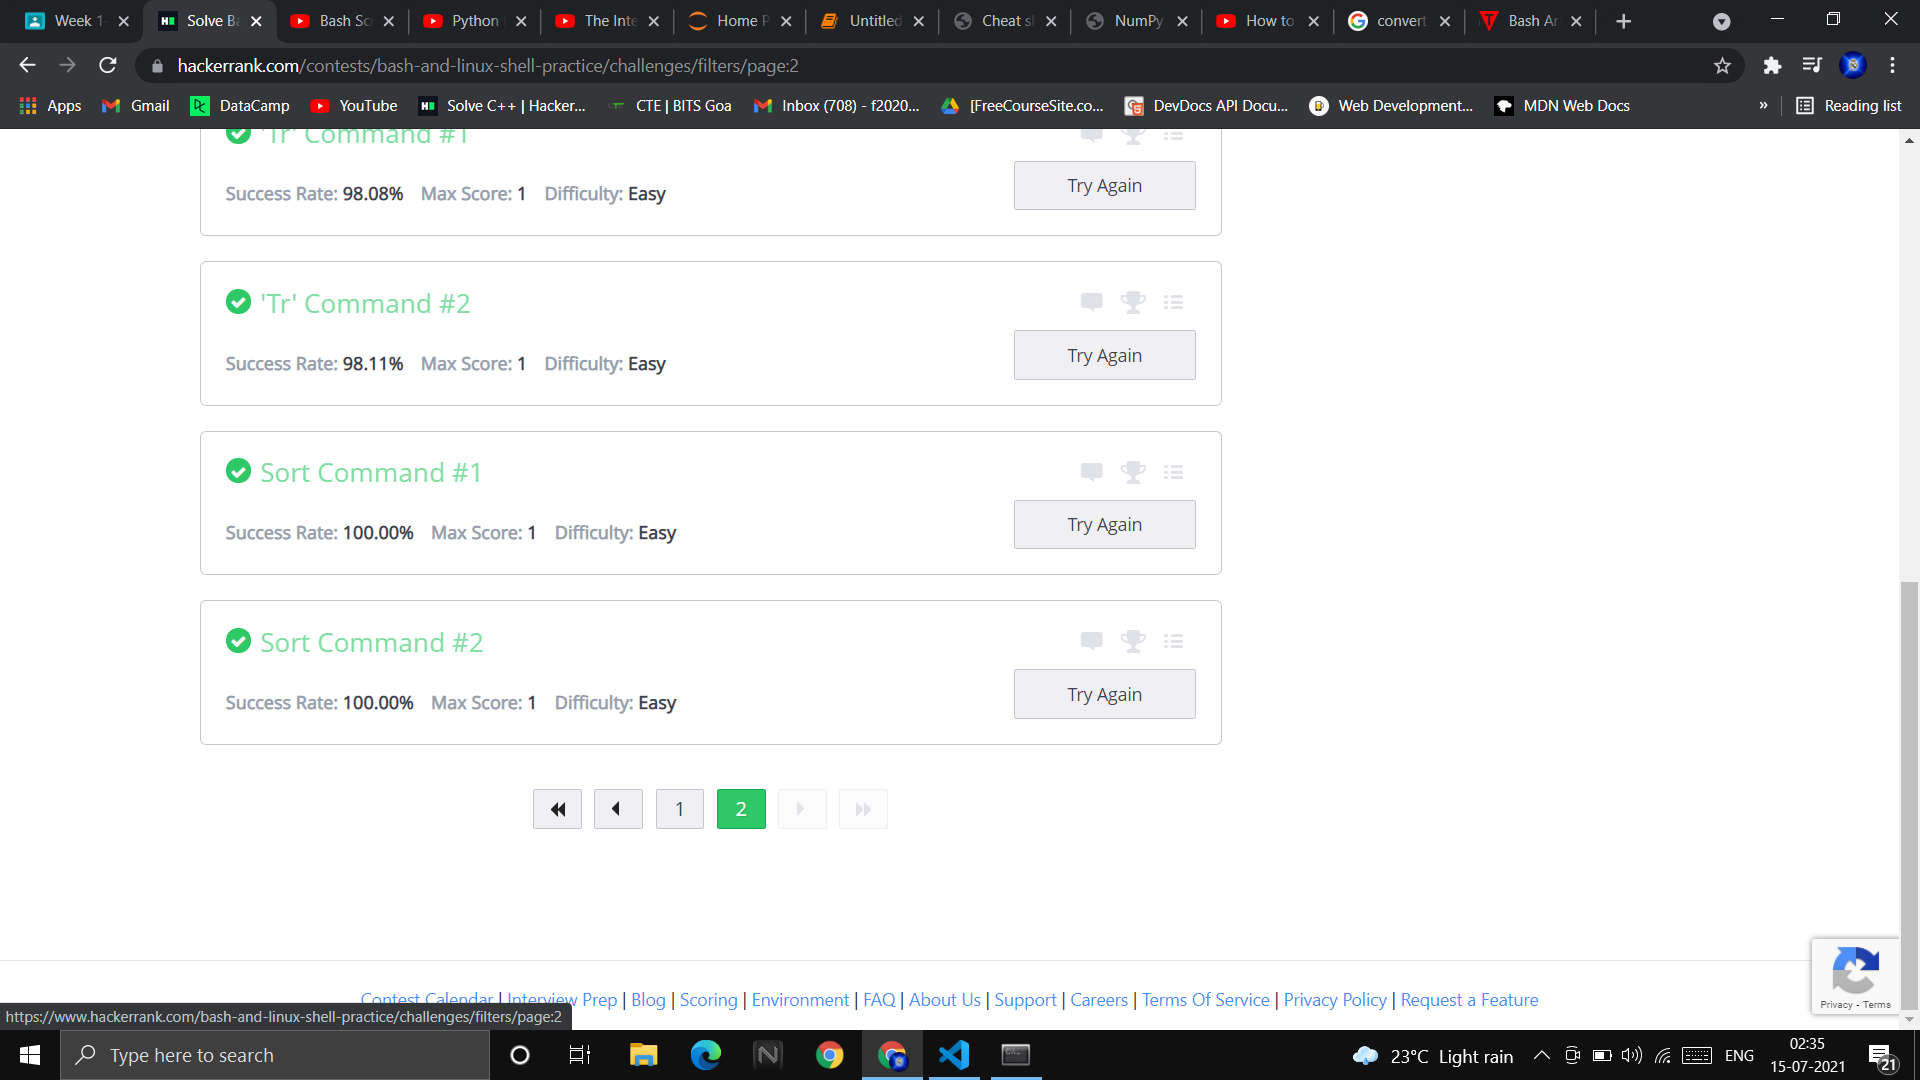 Week 1-
Solve Ba
Bash Sc
Python
The Inte
Home P
Untitled
Cheat sh
NumPy
How to
convert
Bash Ar
hackerrank.com/contests/bash-and-linux-shell-practice/challenges/filters/page:2
Apps
Gmail
DataCamp
YouTube
Solve C++ | Hacker...
CTE | BITS Goa
Inbox (708) - f2020...
[FreeCourseSite.co...
DevDocs API Docu...
Web Development...
MDN Web Docs
»
Reading list
'Tr' Command #1
Success Rate: 98.08% Max Score: 1 Difficulty: Easy
Try Again
'Tr' Command #2
Success Rate: 98.11% Max Score: 1 Difficulty: Easy
Try Again
Sort Command #1
Success Rate: 100.00% Max Score: 1 Difficulty: Easy
Try Again
Sort Command #2
Success Rate: 100.00% Max Score: 1 Difficulty: Easy
Try Again
1 2
Contest Calendar | Interview Prep | Blog | Scoring | Environment | FAQ | About Us | Support | Careers | Terms Of Service | Privacy Policy | Request a Feature
Privacy - Terms
https://www.hackerrank.com/bash-and-linux-shell-practice/challenges/filters/page:2
Type here to search
23°C Light rain
ENG
02:35
15-07-2021
21